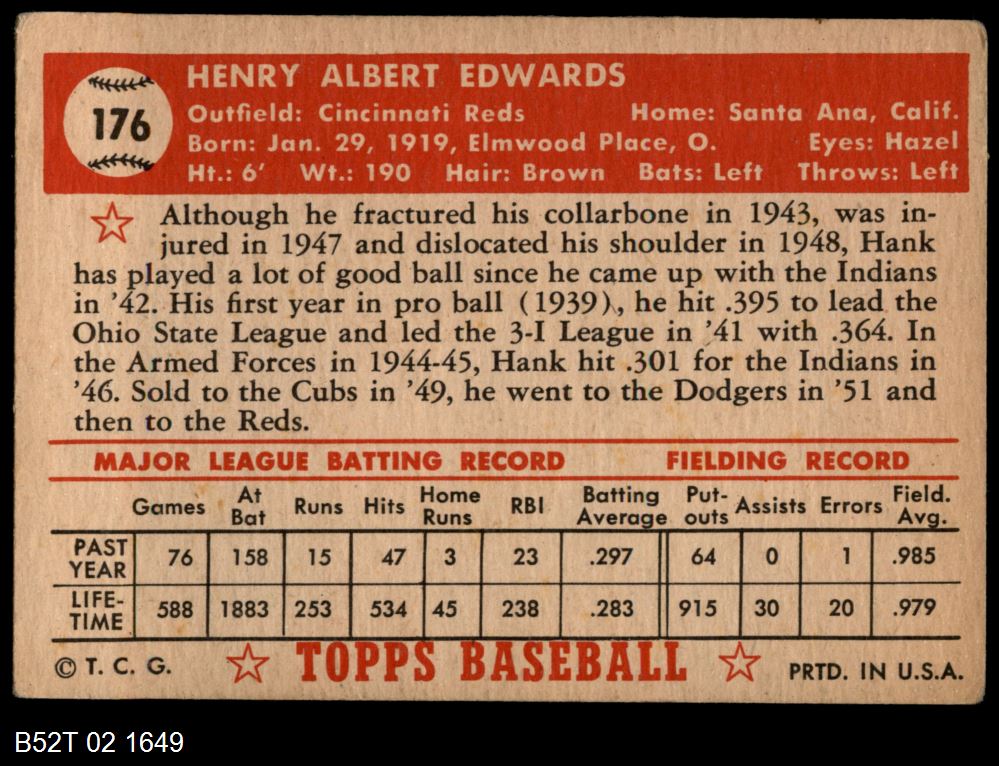 176
HENRY ALBERT EDWARDS
Outfield: Cincinnati Reds Home: Santa Ana, Calif.
Born: Jan. 29, 1919, Elmwood Place, O. Eyes: Hazel
Ht.: 6' Wt.: 190 Hair: Brown Bats: Left Throws: Left
Although he fractured his collarbone in 1943, was in-
jured in 1947 and dislocated his shoulder in 1948, Hank
has played a lot of good ball since he came up with the Indians
in '42. His first year in pro ball (1939), he hit .395 to lead the
Ohio State League and led the 3-I League in '41 with .364. In
the Armed Forces in 1944-45, Hank hit .301 for the Indians in
'46. Sold to the Cubs in '49, he went to the Dodgers in '51 and
then to the Reds.
MAJOR LEAGUE BATTING RECORD FIELDING RECORD
Games At Bat Runs Hits Home Runs RBI Batting Average Put-outs Assists Errors Field. Avg.
PAST YEAR 76 158 15 47 3 23 .297 64 0 1 .985
LIFE-TIME 588 1883 253 534 45 238 .283 915 30 20 .979
© T. C. G. TOPPS BASEBALL PRTD. IN U.S.A.
B52T 02 1649